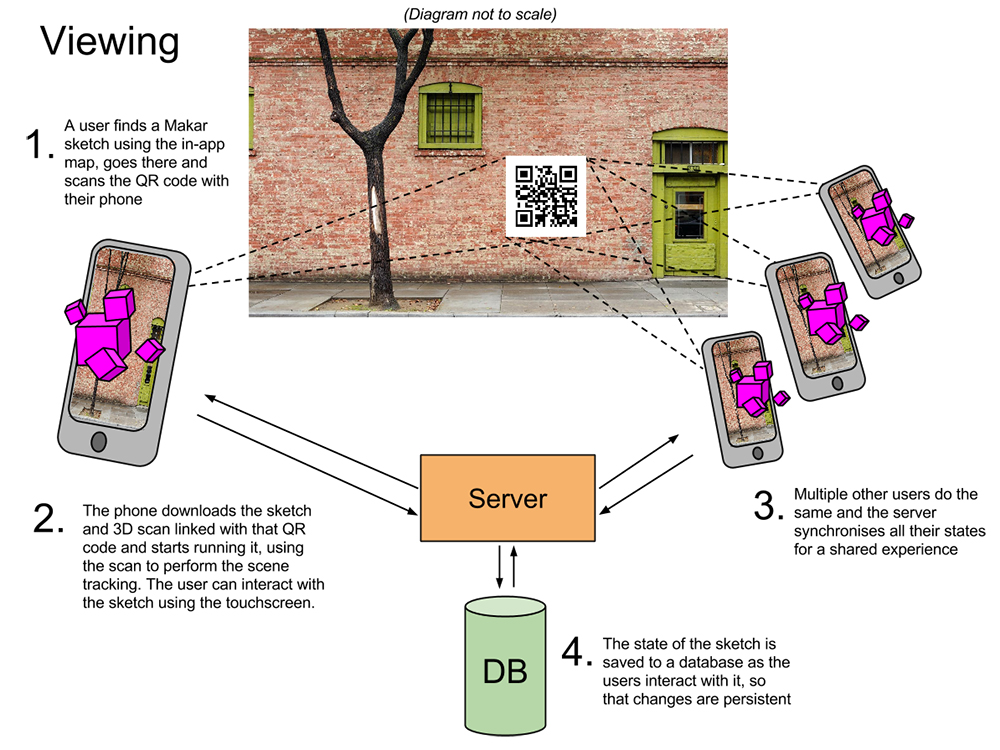 Viewing
(Diagram not to scale)
1.
A user finds a Makar
sketch using the in-app
map, goes there and
scans the QR code with
their phone
2.
The phone downloads the sketch
and 3D scan linked with that QR
code and starts running it, using
the scan to perform the scene
tracking. The user can interact with
the sketch using the touchscreen.
Server
3.
Multiple other users do the
same and the server
synchronises all their states
for a shared experience
DB
4.
The state of the sketch is
saved to a database as the
users interact with it, so
that changes are persistent